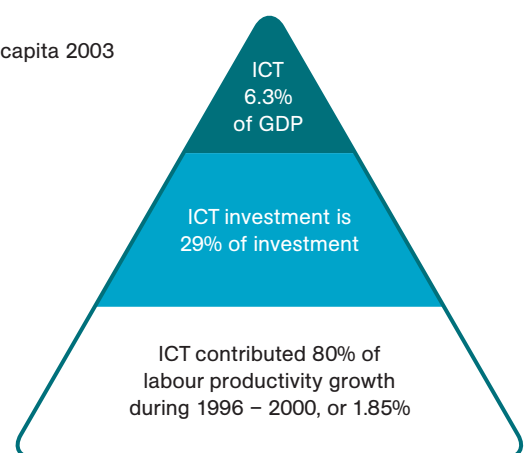 capita 2003
ICT
6.3%
of GDP
ICT investment is
29% of investment
ICT contributed 80% of
labour productivity growth
during 1996 – 2000, or 1.85%